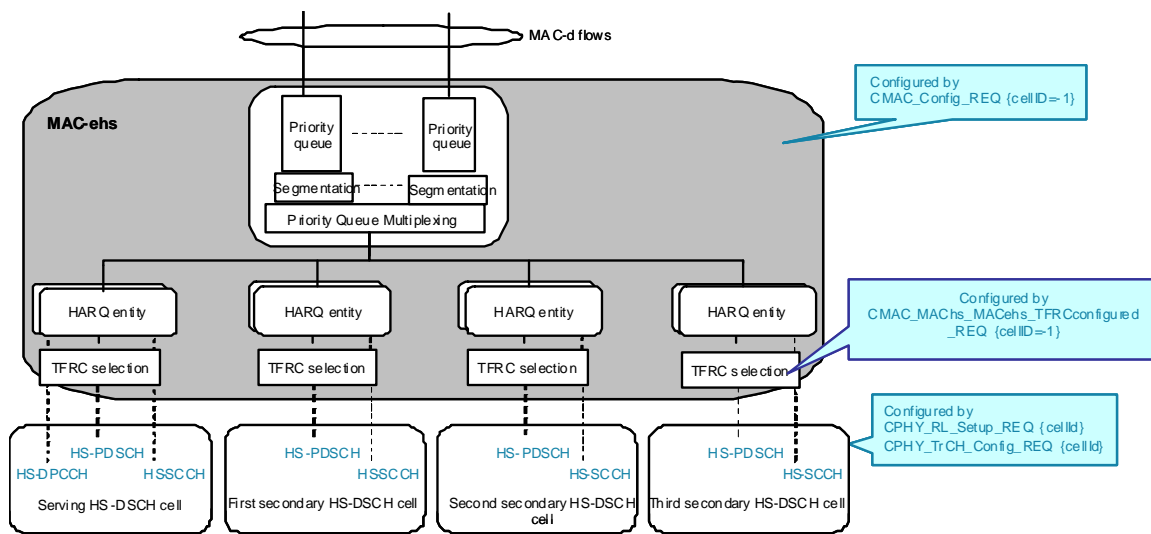 MAC-d flows
Configured by
CMAC_Config_REQ {cellID=-1}
MAC-ehs
Priority
queue
Priority
queue
Segmentation
Segmentation
Priority Queue Multiplexing
HARQ entity
HARQ entity
HARQ entity
HARQ entity
Configured by
CMAC_MAChs_MACehs_TFRCconfigured
_REQ {cellID=-1}
TFRC selection
TFRC selection
TFRC selection
TFRC selection
Configured by
CPHY_RL_Setup_REQ {cellId}
CPHY_TrCH_Config_REQ {cellId}
HS-PDSCH
HS-DPCCH
HSSCCH
Serving HS-DSCH cell
HS-PDSCH
HSSCCH
First secondary HS-DSCH cell
HS-PDSCH
HS-SCCH
Second secondary HS-DSCH
cell
HS-PDSCH
HS-SCCH
Third secondary HS-DSCH cell